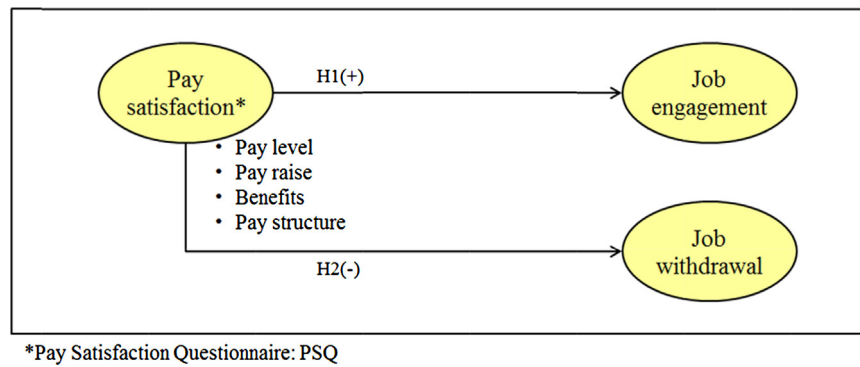 Pay
satisfaction*
H1(+)
Job
engagement
• Pay level
• Pay raise
• Benefits
• Pay structure
H2(-)
Job
withdrawal
*Pay Satisfaction Questionnaire: PSQ